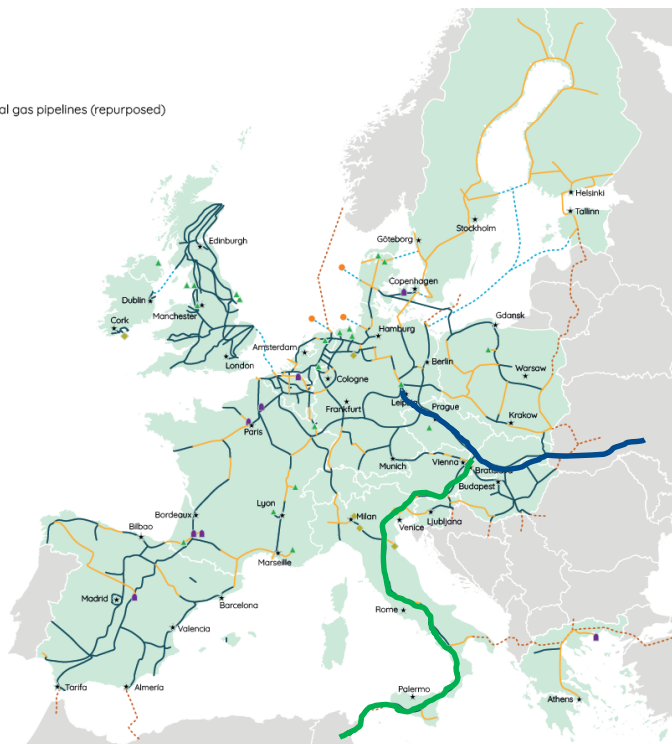 al gas pipelines (repurposed)
Helsinki
Tallinn
Stockholm
Göteborg
Edinburgh
Copenhagen
Dublin
Manchester
Cork
Gdansk
Hamburg
Amsterdam
London
Berlin
Warsaw
Cologne
Leipzig
Frankfurt
Prague
Krakow
Paris
Munich
Vienna
Bratis
Budapest
Lyon
Bordeaux
Milan
Venice
Ljubljana
Bilbao
Marseille
Madrid
Barcelona
Rome
Valencia
Tarifa
Almería
Palermo
Athens